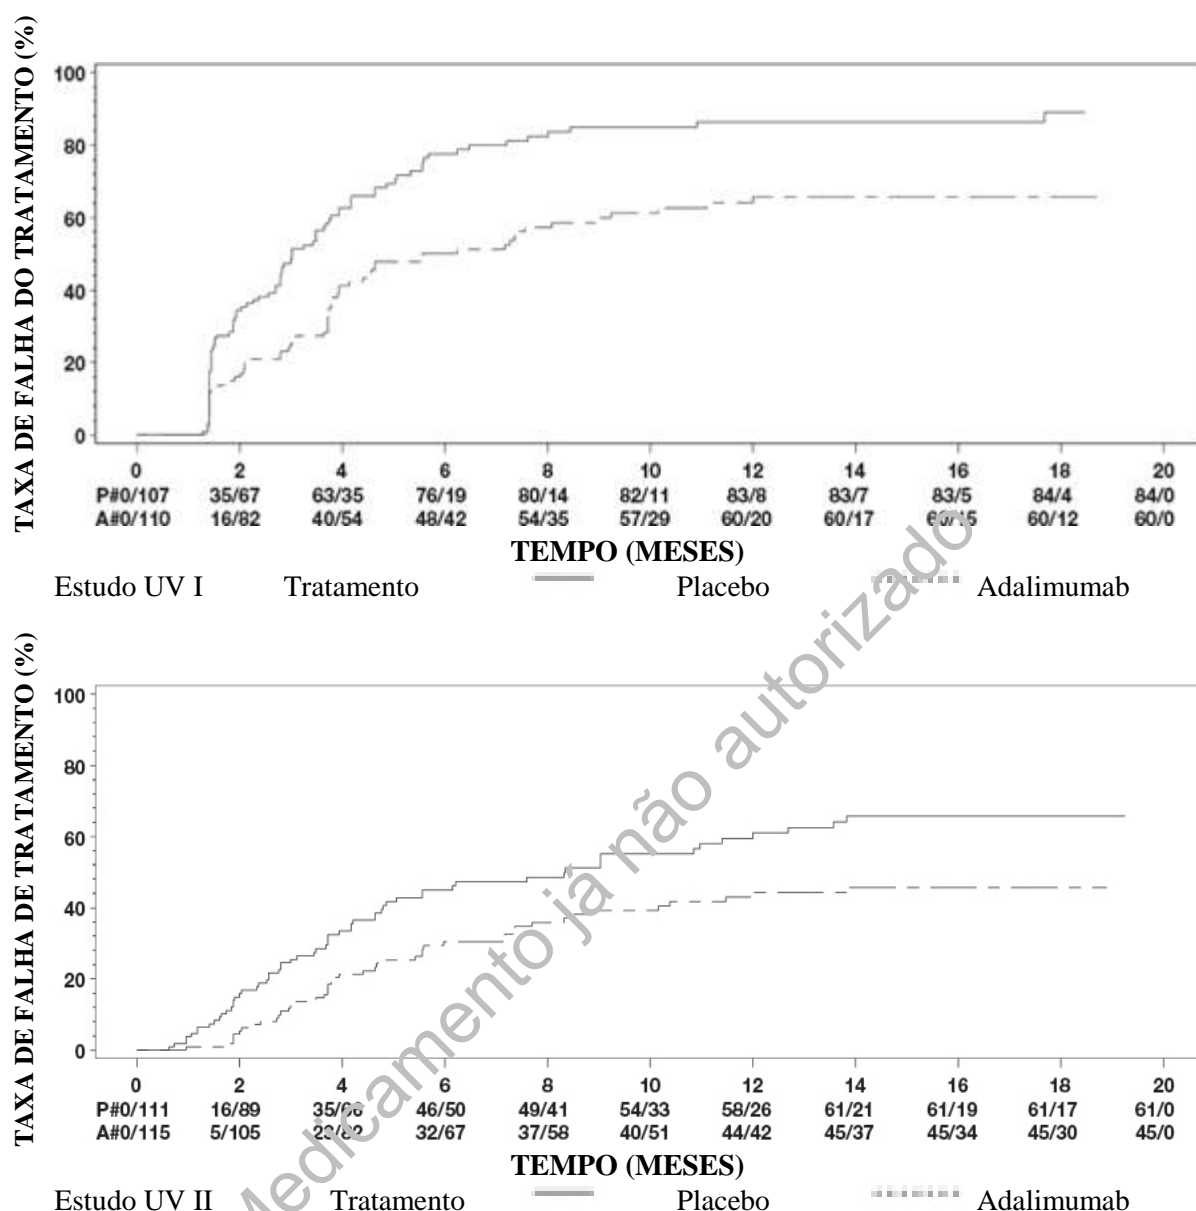 TAXA DE FALHA DO TRATAMENTO (%)
100
80
60
40
20
0
0 2 4 6 8 10 12 14 16 18 20
P#0/107 35/67 63/35 76/19 80/14 82/11 83/8 83/7 83/5 84/4 84/0
A#0/110 16/82 40/54 48/42 54/35 57/29 60/20 60/17 60/15 60/12 60/0
TEMPO (MESES)
Estudo UV I Tratamento Placebo Adalimumab
TAXA DE FALHA DE TRATAMENTO (%)
100
80
60
40
20
0
0 2 4 6 8 10 12 14 16 18 20
P#0/111 16/89 46/50 49/41 54/33 58/26 61/21 61/19 61/17 61/0
A#0/115 5/105 32/67 37/58 40/51 44/42 45/37 45/34 45/30 45/0
TEMPO (MESES)
Estudo UV II Tratamento Placebo Adalimumab
Medicamento já não autorizado